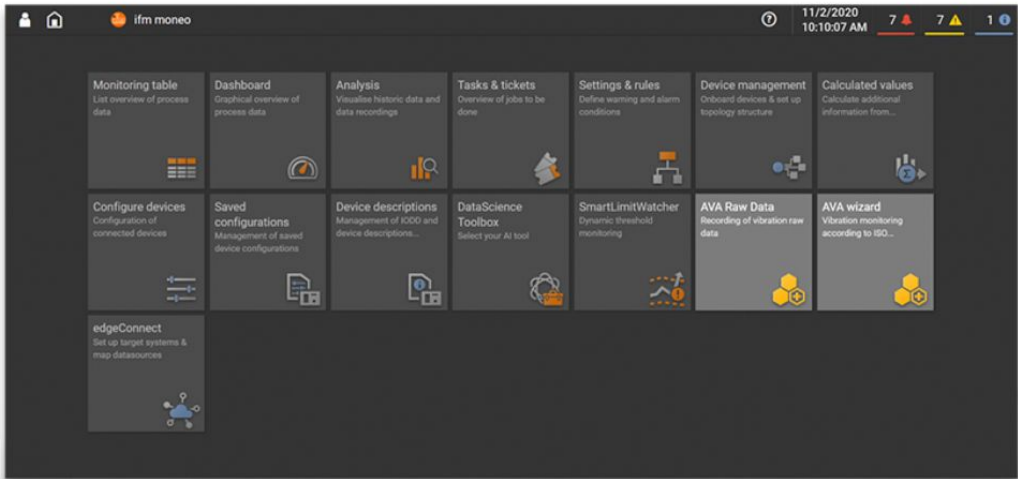 ifm moneo
11/2/2020
10:10:07 AM
7
7
1
Monitoring table
List overview of process
data
Dashboard
Graphical overview of
process data
Analysis
Visualise historic data and
data recordings
Tasks & tickets
Overview of jobs to be
done
Settings & rules
Define warning and alarm
conditions
Device management
Onboard devices & set up
topology structure
Calculated values
Calculate additional
information from...
Configure devices
Configuration of
connected devices
Saved
configurations
Management of saved
device configurations
Device descriptions
Management of IODD and
device descriptions...
DataScience
Toolbox
Select your AI tool
SmartLimitWatcher
Dynamic threshold
monitoring
AVA Raw Data
Recording of vibration raw
data
AVA wizard
Vibration monitoring
according to ISO...
edgeConnect
Set up target systems &
map datasources